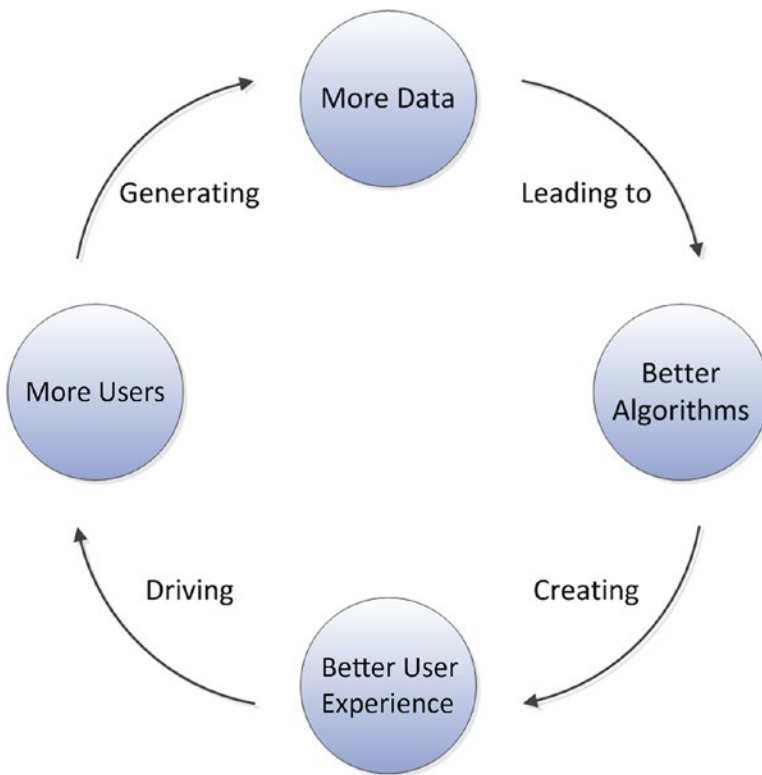 More Data
Leading to
Better
Algorithms
Creating
Better User
Experience
Driving
More Users
Generating